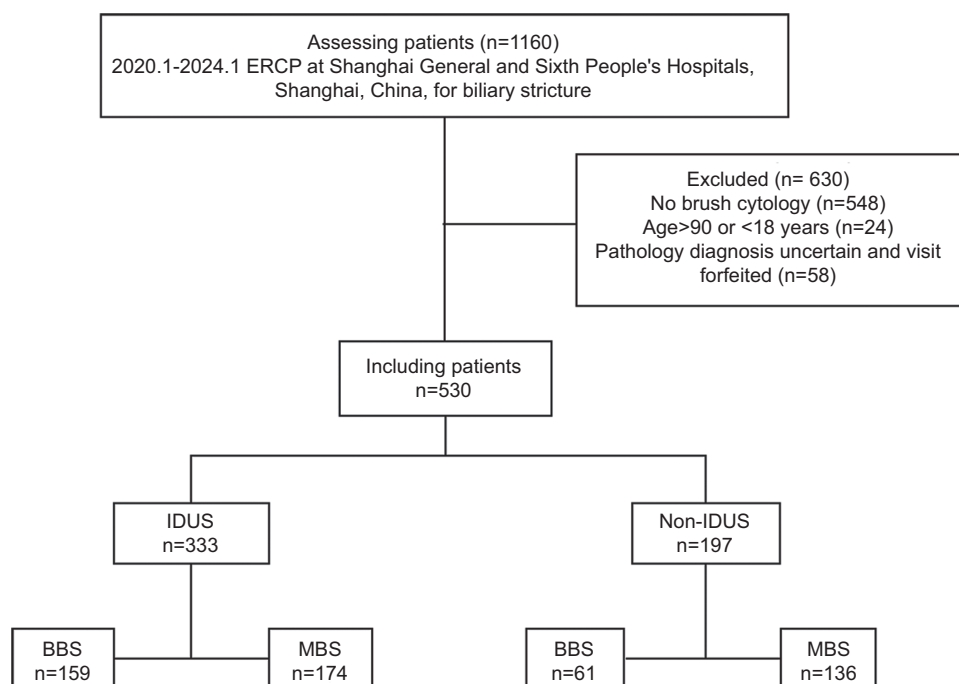 Assessing patients (n=1160)
2020.1-2024.1 ERCP at Shanghai General and Sixth People's Hospitals,
Shanghai, China, for biliary stricture
Excluded (n= 630)
No brush cytology (n=548)
Age>90 or <18 years (n=24)
Pathology diagnosis uncertain and visit
forfeited (n=58)
Including patients
n=530
IDUS
n=333
Non-IDUS
n=197
BBS
n=159
MBS
n=174
BBS
n=61
MBS
n=136